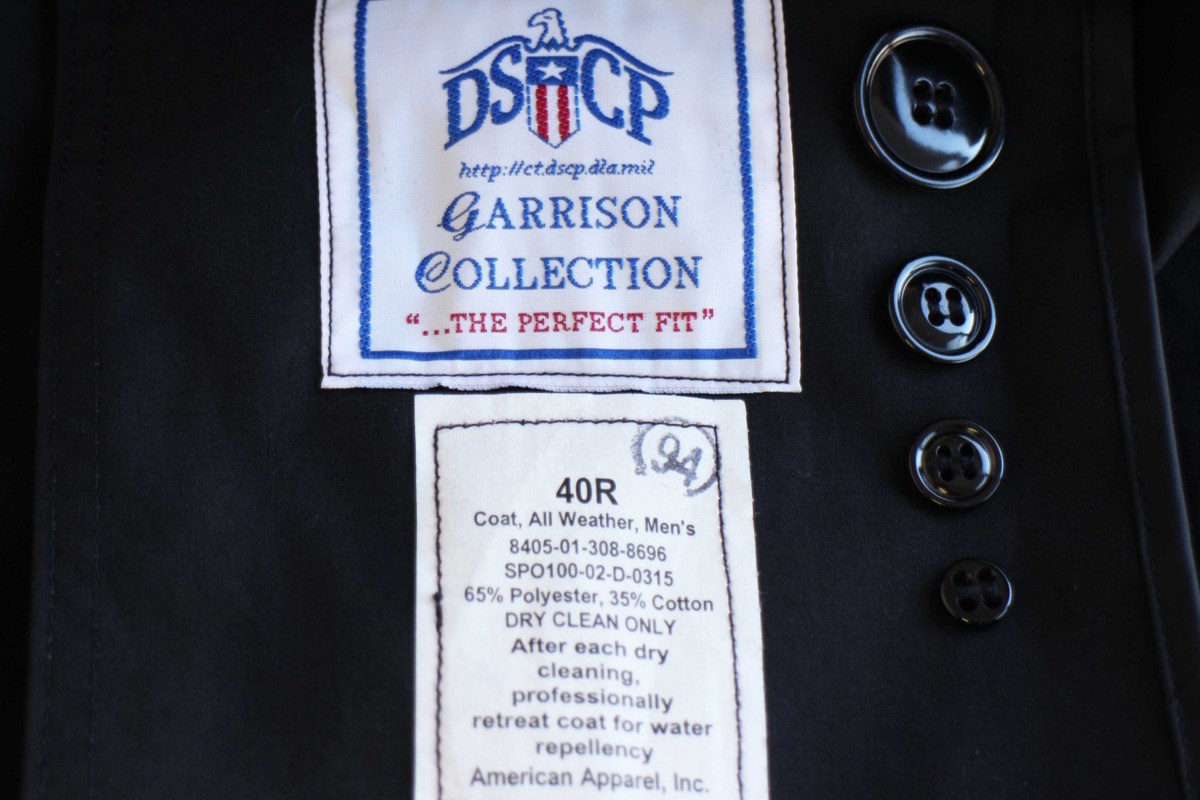 DSCP
http://ct.dscp.dla.mil
GARRISON
COLLECTION
"...THE PERFECT FIT"
94
40R
Coat, All Weather, Men's
8405-01-308-8696
SPO100-02-D-0315
65% Polyester, 35% Cotton
DRY CLEAN ONLY
After each dry
cleaning,
professionally
retreat coat for water
repellency
American Apparel, Inc.